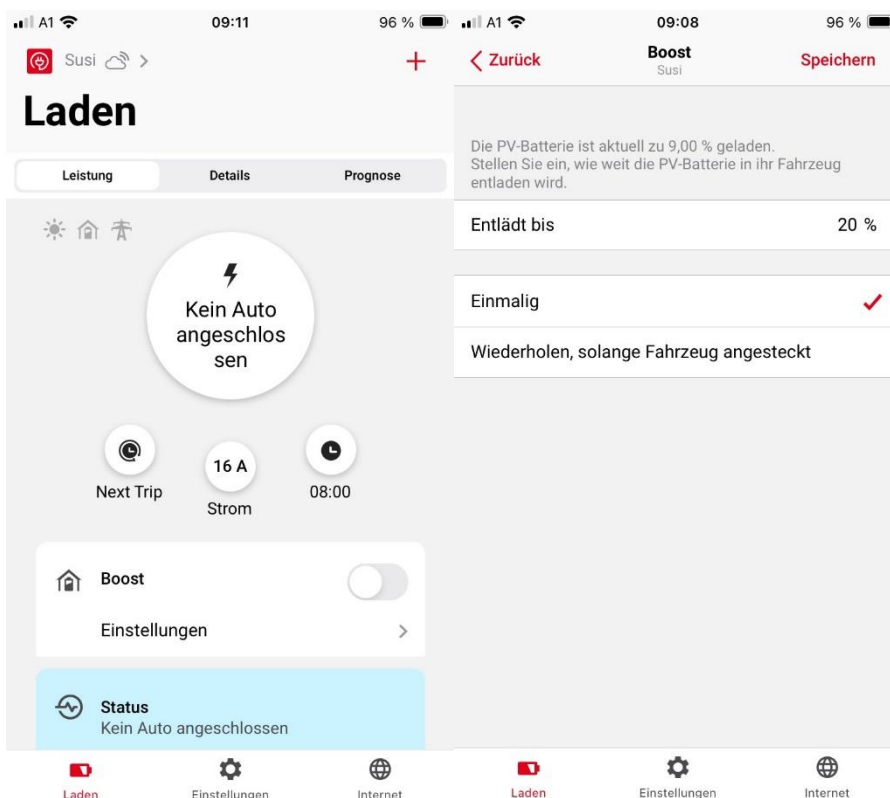 A1 09:11 96 %
Susi
Laden
Leistung Details Prognose
Kein Auto
angeschlos
sen
16 A
Next Trip
Strom
08:00
Boost
Einstellungen
Status
Kein Auto angeschlossen
Laden Einstellungen Internet
A1 09:08 96 %
Zurück Boost Speichern
Susi
Die PV-Batterie ist aktuell zu 9,00 % geladen.
Stellen Sie ein, wie weit die PV-Batterie in ihr Fahrzeug
entladen wird.
Entlädt bis 20 %
Einmalig
Wiederholen, solange Fahrzeug angesteckt
Laden Einstellungen Internet